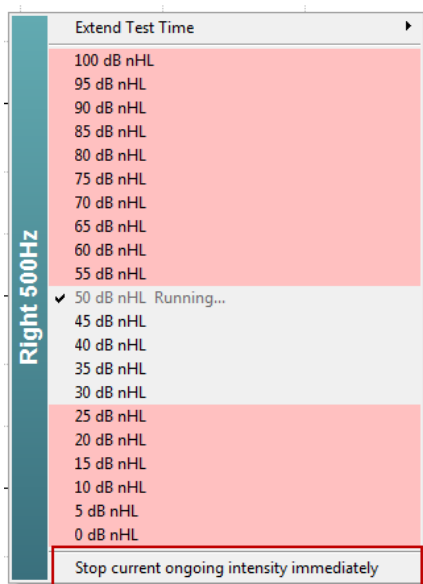 Extend Test Time
100 dB nHL
95 dB nHL
90 dB nHL
85 dB nHL
80 dB nHL
75 dB nHL
70 dB nHL
65 dB nHL
60 dB nHL
55 dB nHL
50 dB nHL Running...
45 dB nHL
40 dB nHL
35 dB nHL
30 dB nHL
25 dB nHL
20 dB nHL
15 dB nHL
10 dB nHL
5 dB nHL
0 dB nHL
Stop current ongoing intensity immediately
Right 500Hz